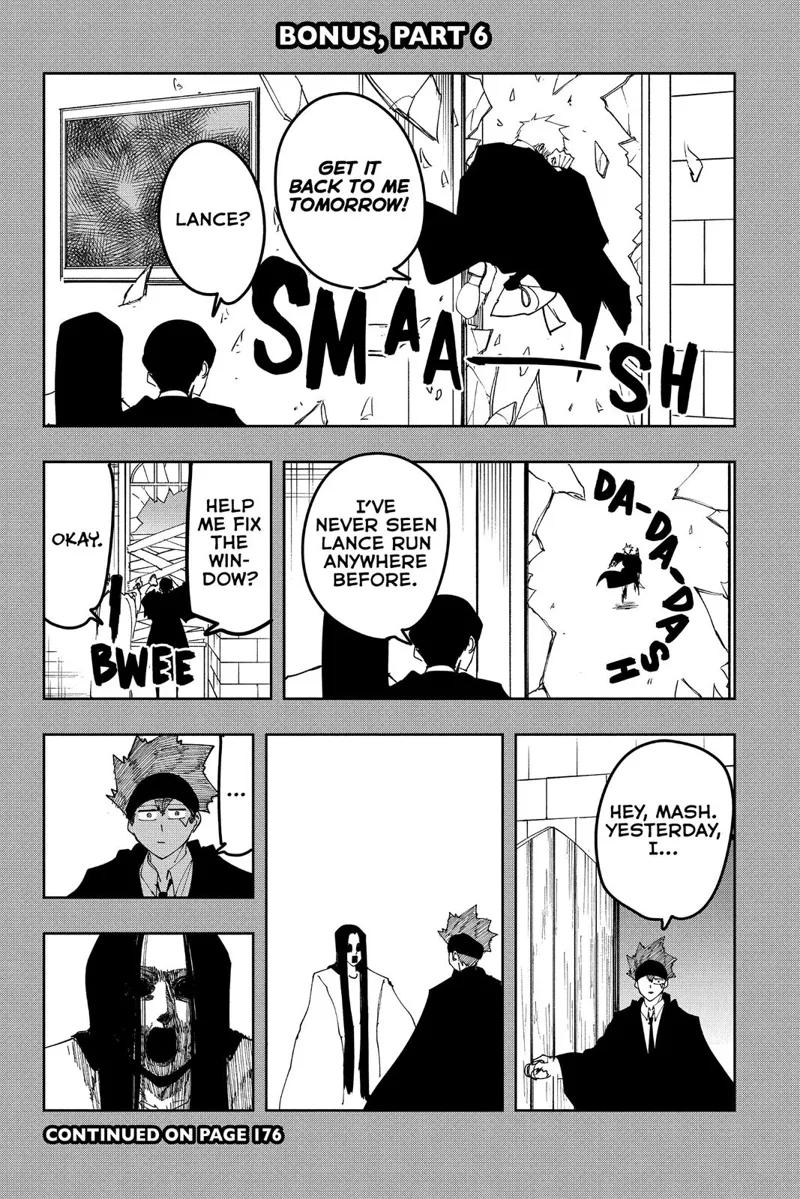 BONUS, PART 6
GET IT
BACK TO ME
TOMORROW!
LANCE?
SMAA—SH
DA-DA-DASH
I'VE
NEVER SEEN
LANCE RUN
ANYWHERE
BEFORE.
HELP
ME FIX
THE
WIN-
DOW?
OKAY.
BWEE
HEY, MASH.
YESTERDAY,
I...
...
CONTINUED ON PAGE 176